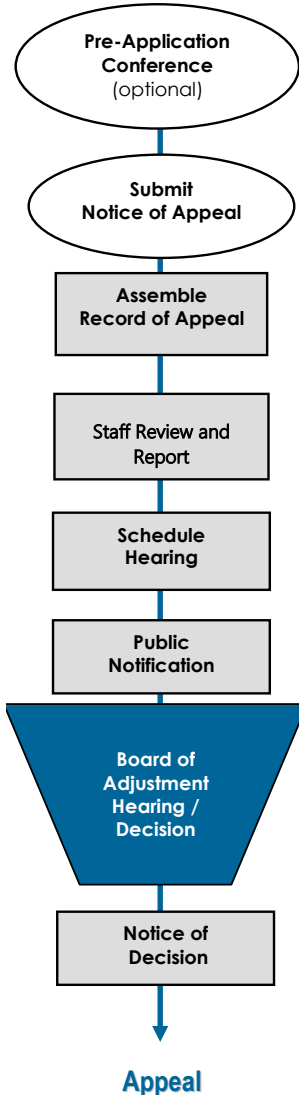 Pre-Application
Conference
(optional)
Submit
Notice of Appeal
Assemble
Record of Appeal
Staff Review and
Report
Schedule
Hearing
Public
Notification
Board of
Adjustment
Hearing /
Decision
Notice of
Decision
Appeal